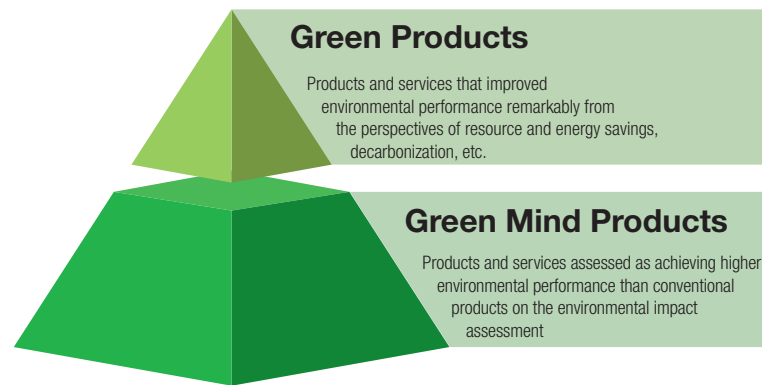 Green Products
Products and services that improved
environmental performance remarkably from
the perspectives of resource and energy savings,
decarbonization, etc.
Green Mind Products
Products and services assessed as achieving higher
environmental performance than conventional
products on the environmental impact
assessment